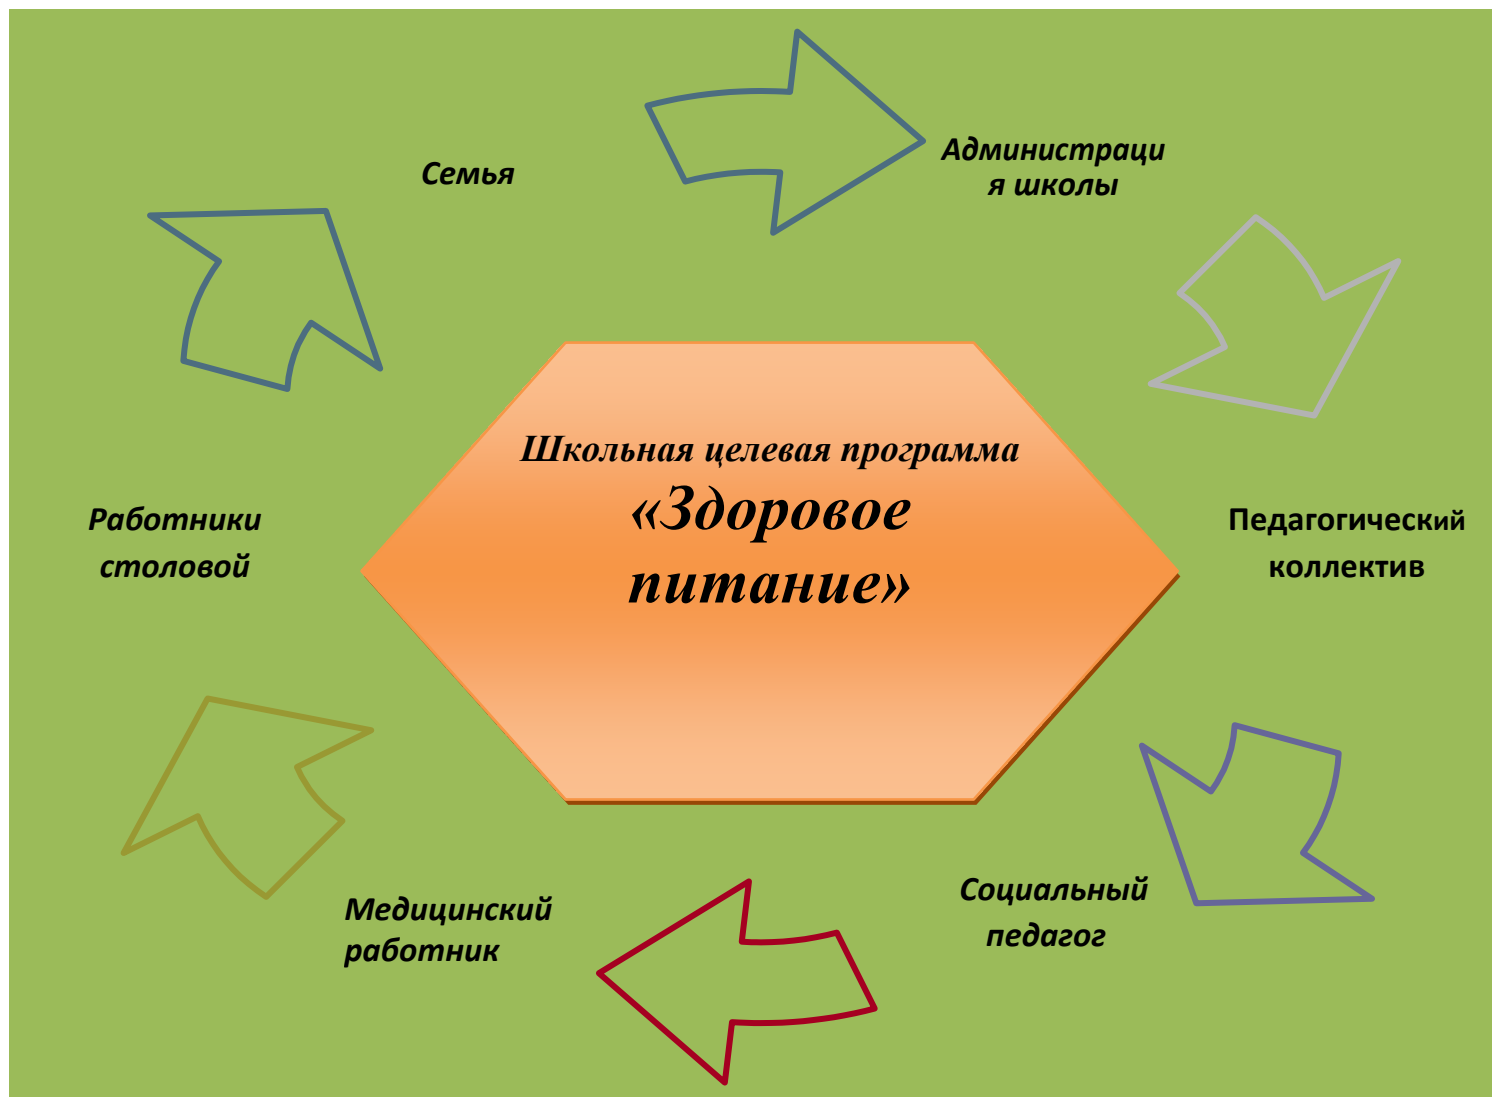 Семья
Администраци
я школы
Школьная целевая программа
«Здоровое
питание»
Работники
столовой
Педагогический
коллектив
Медицинский
работник
Социальный
педагог